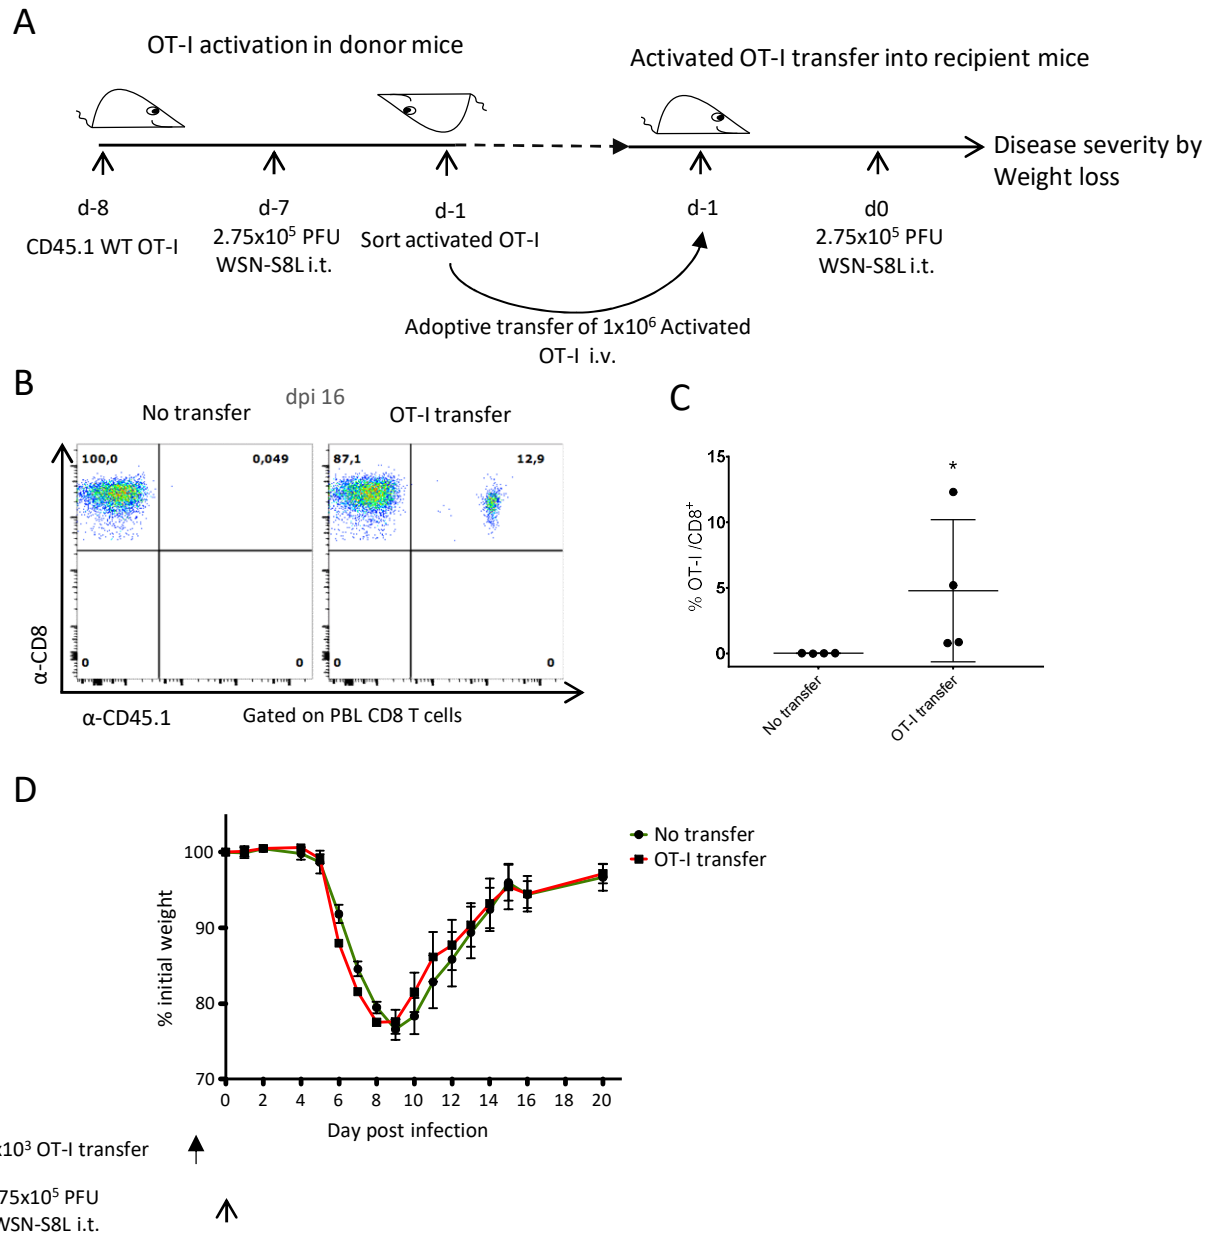 A
OT-I activation in donor mice
Activated OT-I transfer into recipient mice
Disease severity by
Weight loss
d-8
d-7
d-1
d-1
d0
CD45.1 WT OT-I
2.75x10⁵ PFU
WSN-S8L i.t.
Sort activated OT-I
2.75x10⁵ PFU
WSN-S8L i.t.
Adoptive transfer of 1x10⁶ Activated
OT-I i.v.
B
dpi 16
No transfer
OT-I transfer
100,0
0,049
0
0
87,1
12,9
0
0
α-CD8
α-CD45.1
Gated on PBL CD8 T cells
C
% OT-I /CD8⁺
15
10
5
0
*
No transfer
OT-I transfer
D
No transfer
OT-I transfer
% initial weight
100
90
80
70
0 2 4 6 8 10 12 14 16 18 20
Day post infection
x10³ OT-I transfer
75x10⁵ PFU
WSN-S8L i.t.